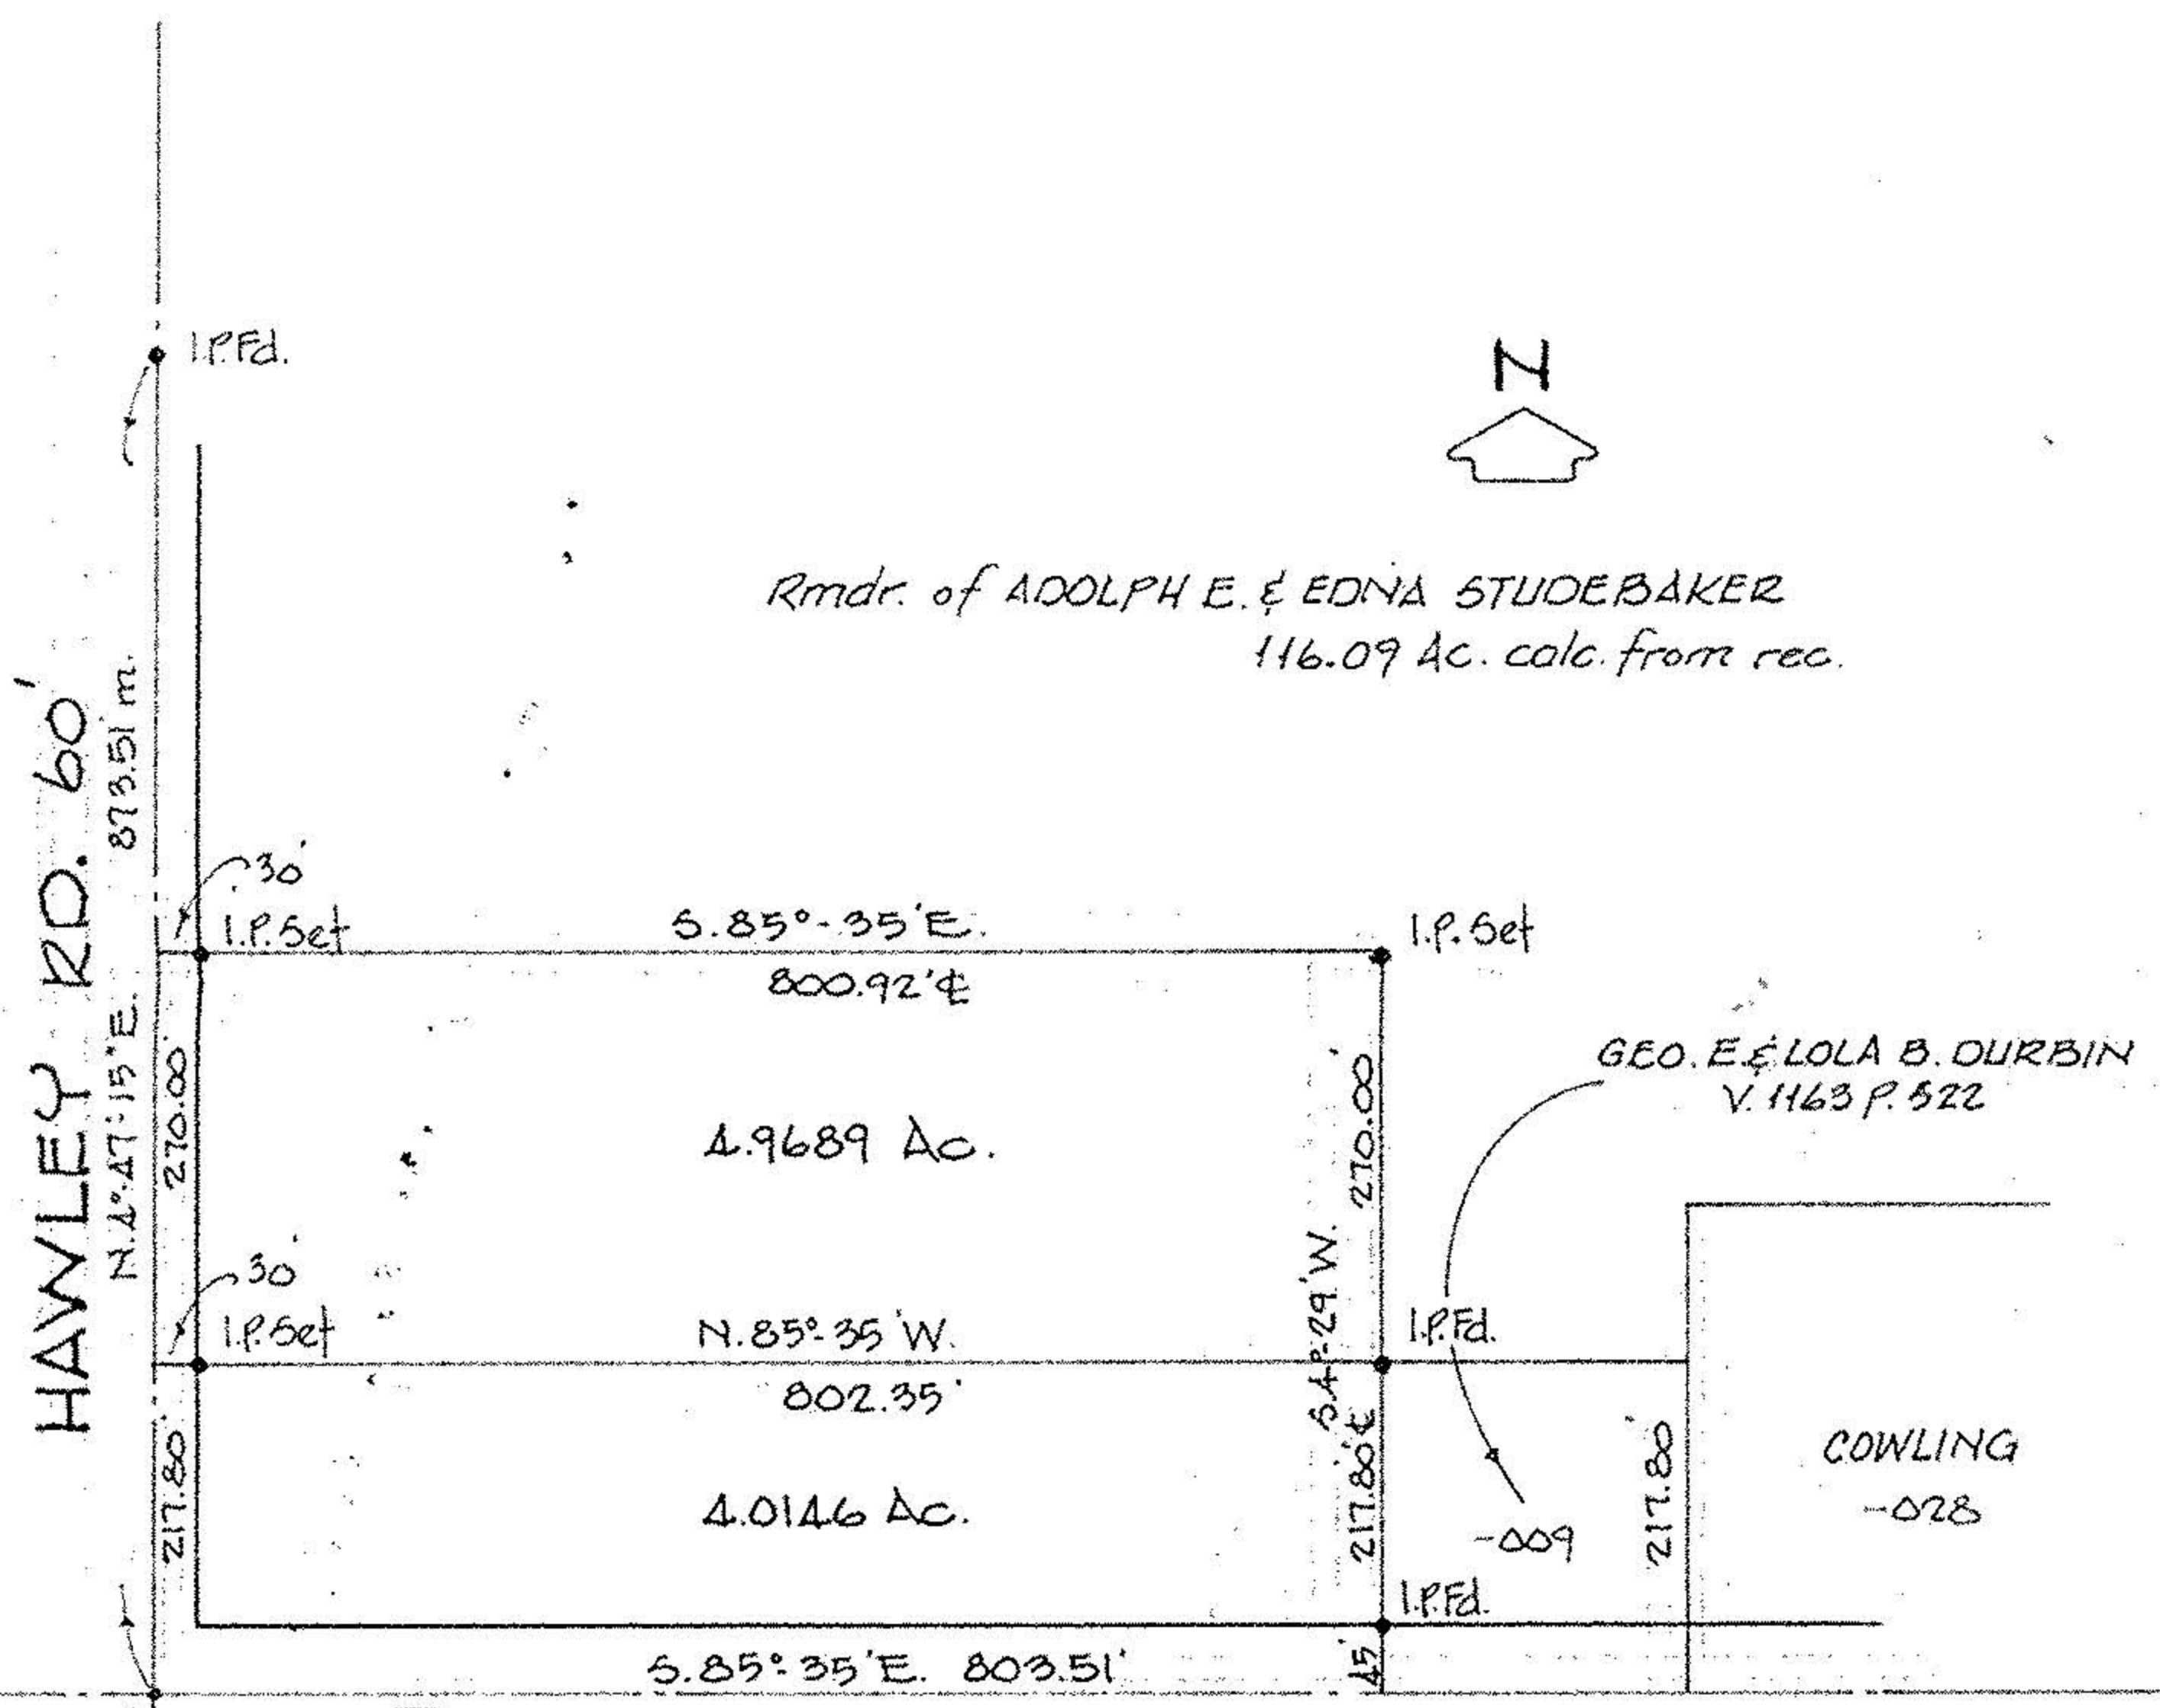 I.P.Fd.
N
Rmdr. of ADOLPH E. & EDNA STUDEBAKER
116.09 Ac. calc. from rec.
HAWLEY RD. 60'
N.4°-47'-15"E. 873.51 m.
30'
I.P. Set
S.85°-35'E.
800.92' ℄
I.P. Set
270.00'
4.9689 Ac.
270.00'
S.4°-29'W.
GEO. E. & LOLA B. DURBIN
V. 1163 P. 522
30'
I.P. Set
N.85°-35'W.
802.35'
I.P.Fd.
217.80'
4.0146 Ac.
217.80' ℄
-009
217.80'
COWLING
-028
I.P.Fd.
S.85°-35'E. 803.51'
45'